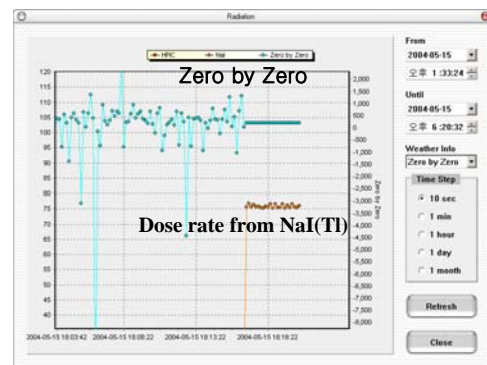 Radiation
HPIC NaI Zero by Zero
Zero by Zero
120
115
110
105
100
95
90
85
80
75
70
65
60
55
50
45
40
2,000
1,500
1,000
500
0
-500
-1,000
-1,500
-2,000
-2,500
-3,000
-3,500
-4,000
-4,500
-5,000
-5,500
-6,000
-6,500
-7,000
-7,500
-8,000
Zero by Zero
Dose rate from NaI(Tl)
2004-05-15 18:03:42 2004-05-15 18:08:22 2004-05-15 18:13:22 2004-05-15 18:18:22
From
2004-05-15
오후 1:33:24
Until
2004-05-15
오후 6:20:32
Weather Info
Zero by Zero
Time Step
10 sec
1 min
1 hour
1 day
1 month
Refresh
Close